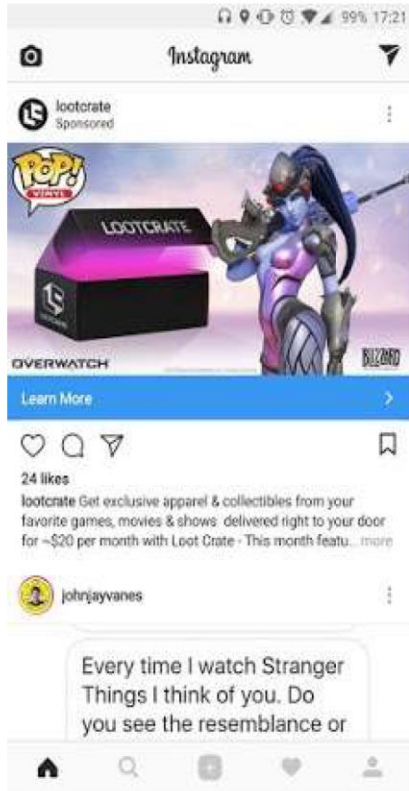 99% 17:21
Instagram
lootcrate
Sponsored
POP!
VINYL
LOOTCRATE
LOOTCRATE
OVERWATCH
BLIZZARD
Learn More
24 likes
lootcrate Get exclusive apparel & collectibles from your
favorite games, movies & shows delivered right to your door
for ~$20 per month with Loot Crate - This month featu... more
johnjayvanes
Every time I watch Stranger
Things I think of you. Do
you see the resemblance or